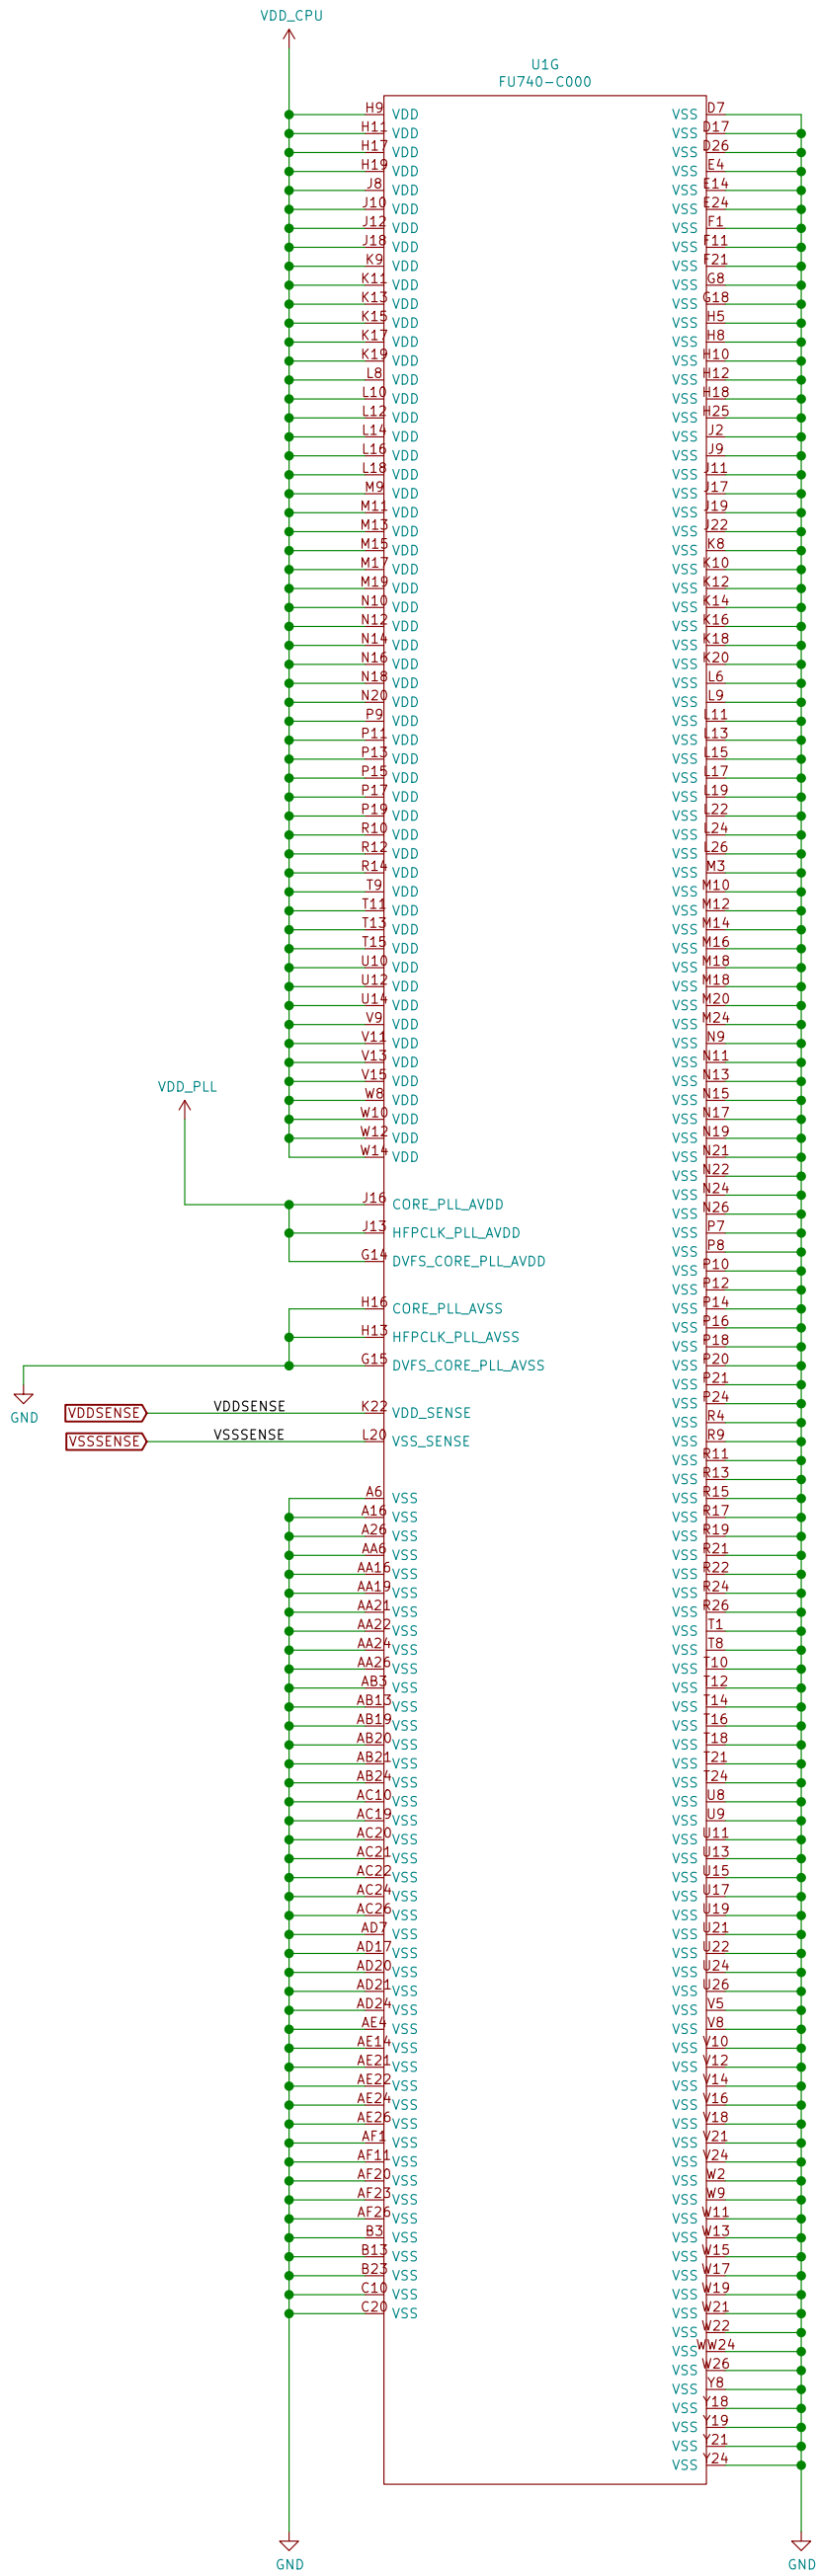 VDD_CPU
U1G
FU740-C000
H9 VDD
H11 VDD
H17 VDD
H19 VDD
J8 VDD
J10 VDD
J12 VDD
J18 VDD
K9 VDD
K11 VDD
K13 VDD
K15 VDD
K17 VDD
K19 VDD
L8 VDD
L10 VDD
L12 VDD
L14 VDD
L16 VDD
L18 VDD
M9 VDD
M11 VDD
M13 VDD
M15 VDD
M17 VDD
M19 VDD
N10 VDD
N12 VDD
N14 VDD
N16 VDD
N18 VDD
N20 VDD
P9 VDD
P11 VDD
P13 VDD
P15 VDD
P17 VDD
P19 VDD
R10 VDD
R12 VDD
R14 VDD
T9 VDD
T11 VDD
T13 VDD
T15 VDD
U10 VDD
U12 VDD
U14 VDD
V9 VDD
V11 VDD
V13 VDD
V15 VDD
W8 VDD
W10 VDD
W12 VDD
W14 VDD
VDD_PLL
J16 CORE_PLL_AVDD
J13 HFPCLK_PLL_AVDD
G14 DVFS_CORE_PLL_AVDD
H16 CORE_PLL_AVSS
H13 HFPCLK_PLL_AVSS
G15 DVFS_CORE_PLL_AVSS
GND
VDDSENSE VDDSENSE K22 VDD_SENSE
VSSSENSE VSSSENSE L20 VSS_SENSE
A6 VSS
A16 VSS
A26 VSS
AA6 VSS
AA16 VSS
AA19 VSS
AA21 VSS
AA22 VSS
AA24 VSS
AA26 VSS
AB3 VSS
AB13 VSS
AB19 VSS
AB20 VSS
AB21 VSS
AB24 VSS
AC10 VSS
AC19 VSS
AC20 VSS
AC21 VSS
AC22 VSS
AC24 VSS
AC26 VSS
AD7 VSS
AD17 VSS
AD20 VSS
AD21 VSS
AD24 VSS
AE4 VSS
AE14 VSS
AE21 VSS
AE22 VSS
AE24 VSS
AE26 VSS
AF1 VSS
AF11 VSS
AF20 VSS
AF23 VSS
AF26 VSS
B3 VSS
B13 VSS
B23 VSS
C10 VSS
C20 VSS
GND
VSS D7
VSS D17
VSS D26
VSS E4
VSS E14
VSS E24
VSS F1
VSS F11
VSS F21
VSS G8
VSS G18
VSS H5
VSS H8
VSS H10
VSS H12
VSS H18
VSS H25
VSS J2
VSS J9
VSS J11
VSS J17
VSS J19
VSS J22
VSS K8
VSS K10
VSS K12
VSS K14
VSS K16
VSS K18
VSS K20
VSS L6
VSS L9
VSS L11
VSS L13
VSS L15
VSS L17
VSS L19
VSS L22
VSS L24
VSS L26
VSS M3
VSS M10
VSS M12
VSS M14
VSS M16
VSS M18
VSS M18
VSS M20
VSS M24
VSS N9
VSS N11
VSS N13
VSS N15
VSS N17
VSS N19
VSS N21
VSS N22
VSS N24
VSS N26
VSS P7
VSS P8
VSS P10
VSS P12
VSS P14
VSS P16
VSS P18
VSS P20
VSS P21
VSS P24
VSS R4
VSS R9
VSS R11
VSS R13
VSS R15
VSS R17
VSS R19
VSS R21
VSS R22
VSS R24
VSS R26
VSS T1
VSS T8
VSS T10
VSS T12
VSS T14
VSS T16
VSS T18
VSS T21
VSS T24
VSS U8
VSS U9
VSS U11
VSS U13
VSS U15
VSS U17
VSS U19
VSS U21
VSS U22
VSS U24
VSS U26
VSS V5
VSS V8
VSS V10
VSS V12
VSS V14
VSS V16
VSS V18
VSS V21
VSS V24
VSS W2
VSS W9
VSS W11
VSS W13
VSS W15
VSS W17
VSS W19
VSS W21
VSS W22
VSS WW24
VSS W26
VSS Y8
VSS Y18
VSS Y19
VSS Y21
VSS Y24
GND